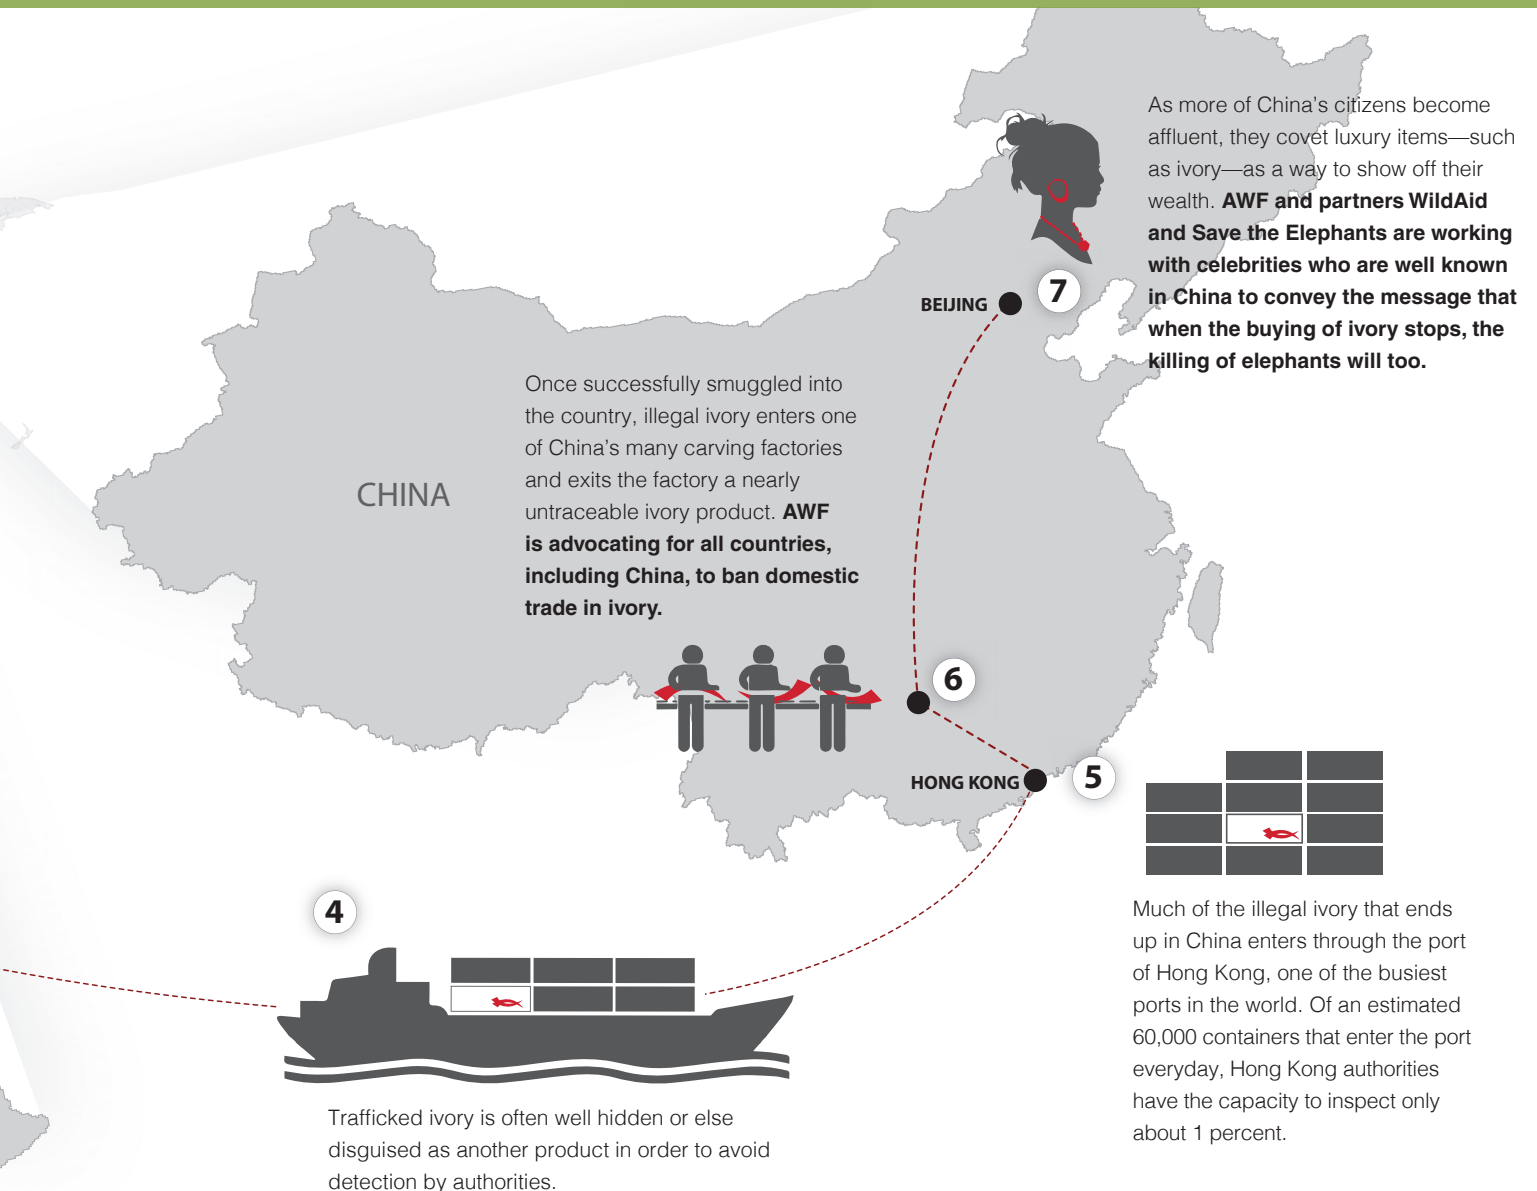 As more of China's citizens become
affluent, they covet luxury items—such
as ivory—as a way to show off their
wealth. AWF and partners WildAid
and Save the Elephants are working
with celebrities who are well known
in China to convey the message that
when the buying of ivory stops, the
killing of elephants will too.
7
BEIJING
Once successfully smuggled into
the country, illegal ivory enters one
of China's many carving factories
and exits the factory a nearly
untraceable ivory product. AWF
is advocating for all countries,
including China, to ban domestic
trade in ivory.
CHINA
6
5
HONG KONG
4
Much of the illegal ivory that ends
up in China enters through the port
of Hong Kong, one of the busiest
ports in the world. Of an estimated
60,000 containers that enter the port
everyday, Hong Kong authorities
have the capacity to inspect only
about 1 percent.
Trafficked ivory is often well hidden or else
disguised as another product in order to avoid
detection by authorities.